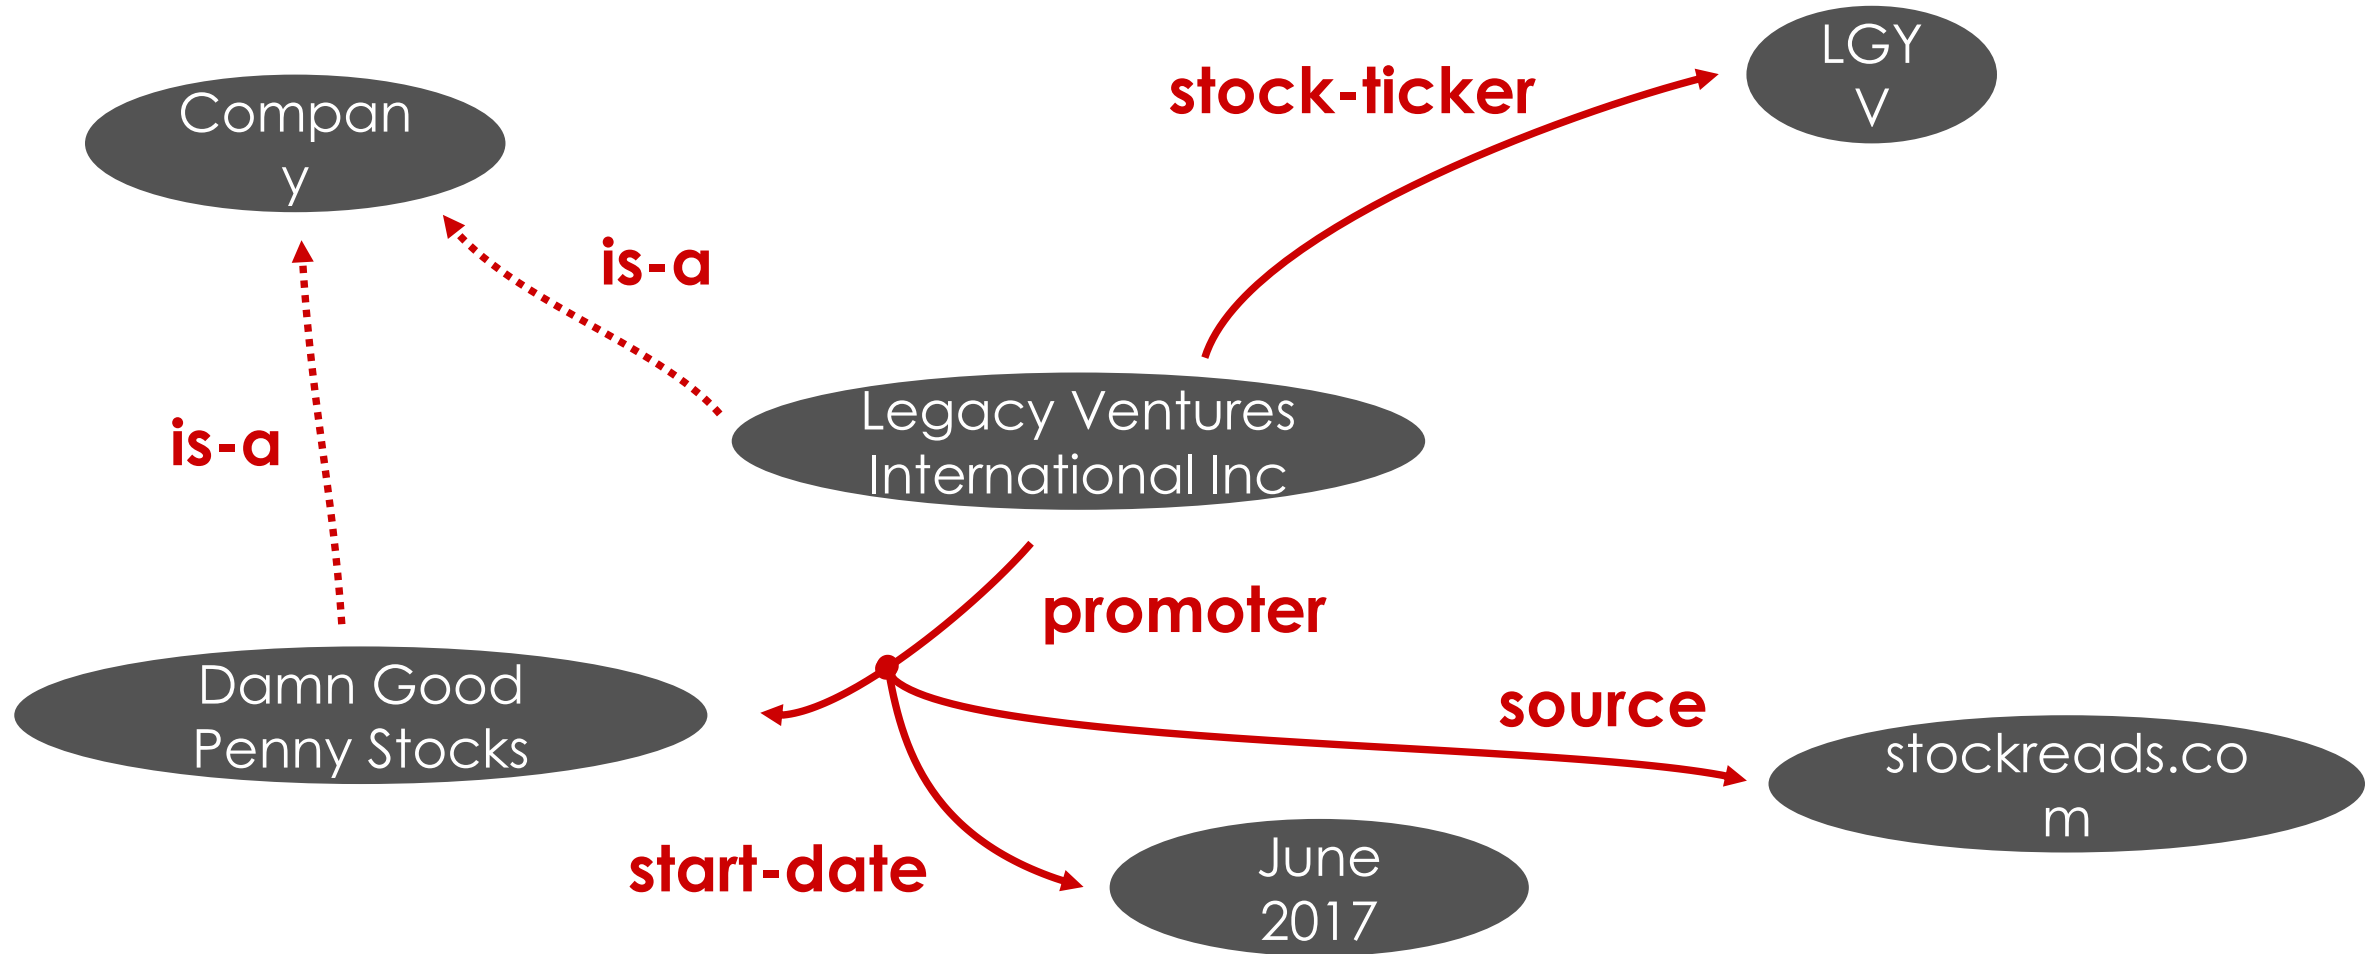 LGY
V
stock-ticker
Compan
y
is-a
Legacy Ventures
International Inc
is-a
promoter
Damn Good
Penny Stocks
source
stockreads.co
m
start-date
June
2017